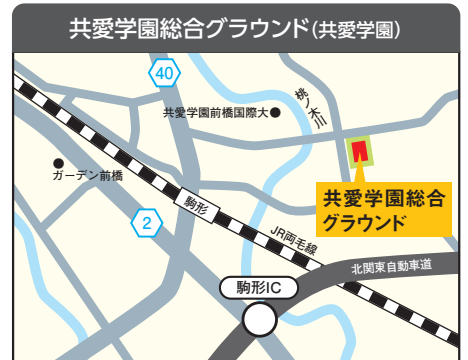 共愛学園総合グラウンド(共愛学園)
40
桃ノ木川
共愛学園前橋国際大
ガーデン前橋
共愛学園総合
グラウンド
駒形
2
JR両毛線
北関東自動車道
駒形IC